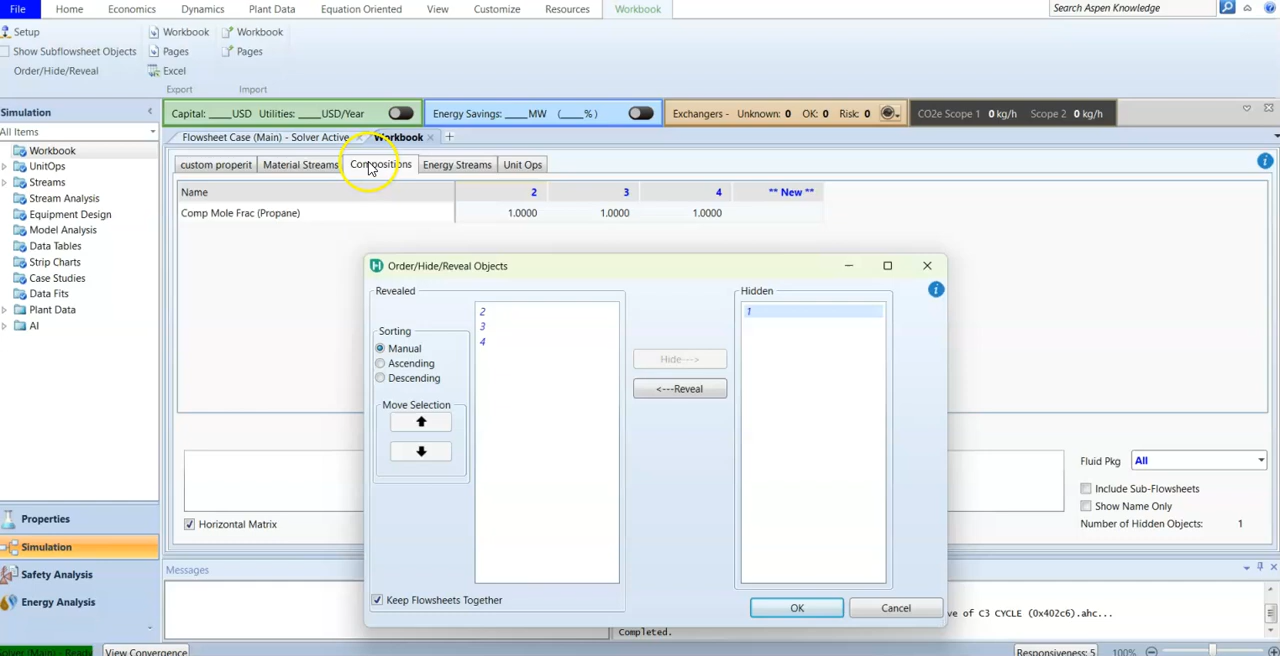 File Home Economics Dynamics Plant Data Equation Oriented View Customize Resources Workbook Search Aspen Knowledge
Setup Workbook Workbook
Show Subflowsheet Objects Pages Pages
Order/Hide/Reveal Excel
Export Import
Simulation Capital: ____USD Utilities: ____USD/Year Energy Savings: ____MW (____%) Exchangers - Unknown: 0 OK: 0 Risk: 0 CO2e Scope 1 0 kg/h Scope 2 0 kg/h
All Items Flowsheet Case (Main) - Solver Active Workbook
Workbook
UnitOps
Streams
Stream Analysis
Equipment Design
Model Analysis
Data Tables
Strip Charts
Case Studies
Data Fits
Plant Data
AI
custom properit Material Streams Compositions Energy Streams Unit Ops
Name 2 3 4 ** New **
Comp Mole Frac (Propane) 1.0000 1.0000 1.0000
Order/Hide/Reveal Objects
Revealed
Sorting
Manual
Ascending
Descending
Move Selection
2
3
4
Hide--->
<---Reveal
Hidden
1
Keep Flowsheets Together
OK Cancel
Horizontal Matrix
Fluid Pkg All
Include Sub-Flowsheets
Show Name Only
Number of Hidden Objects: 1
Properties
Simulation
Safety Analysis
Energy Analysis
Messages
ve of C3 CYCLE (0x402c6).ahc...
Completed.
Solver (Main) - Ready View Convergence Responsiveness: 5 100%